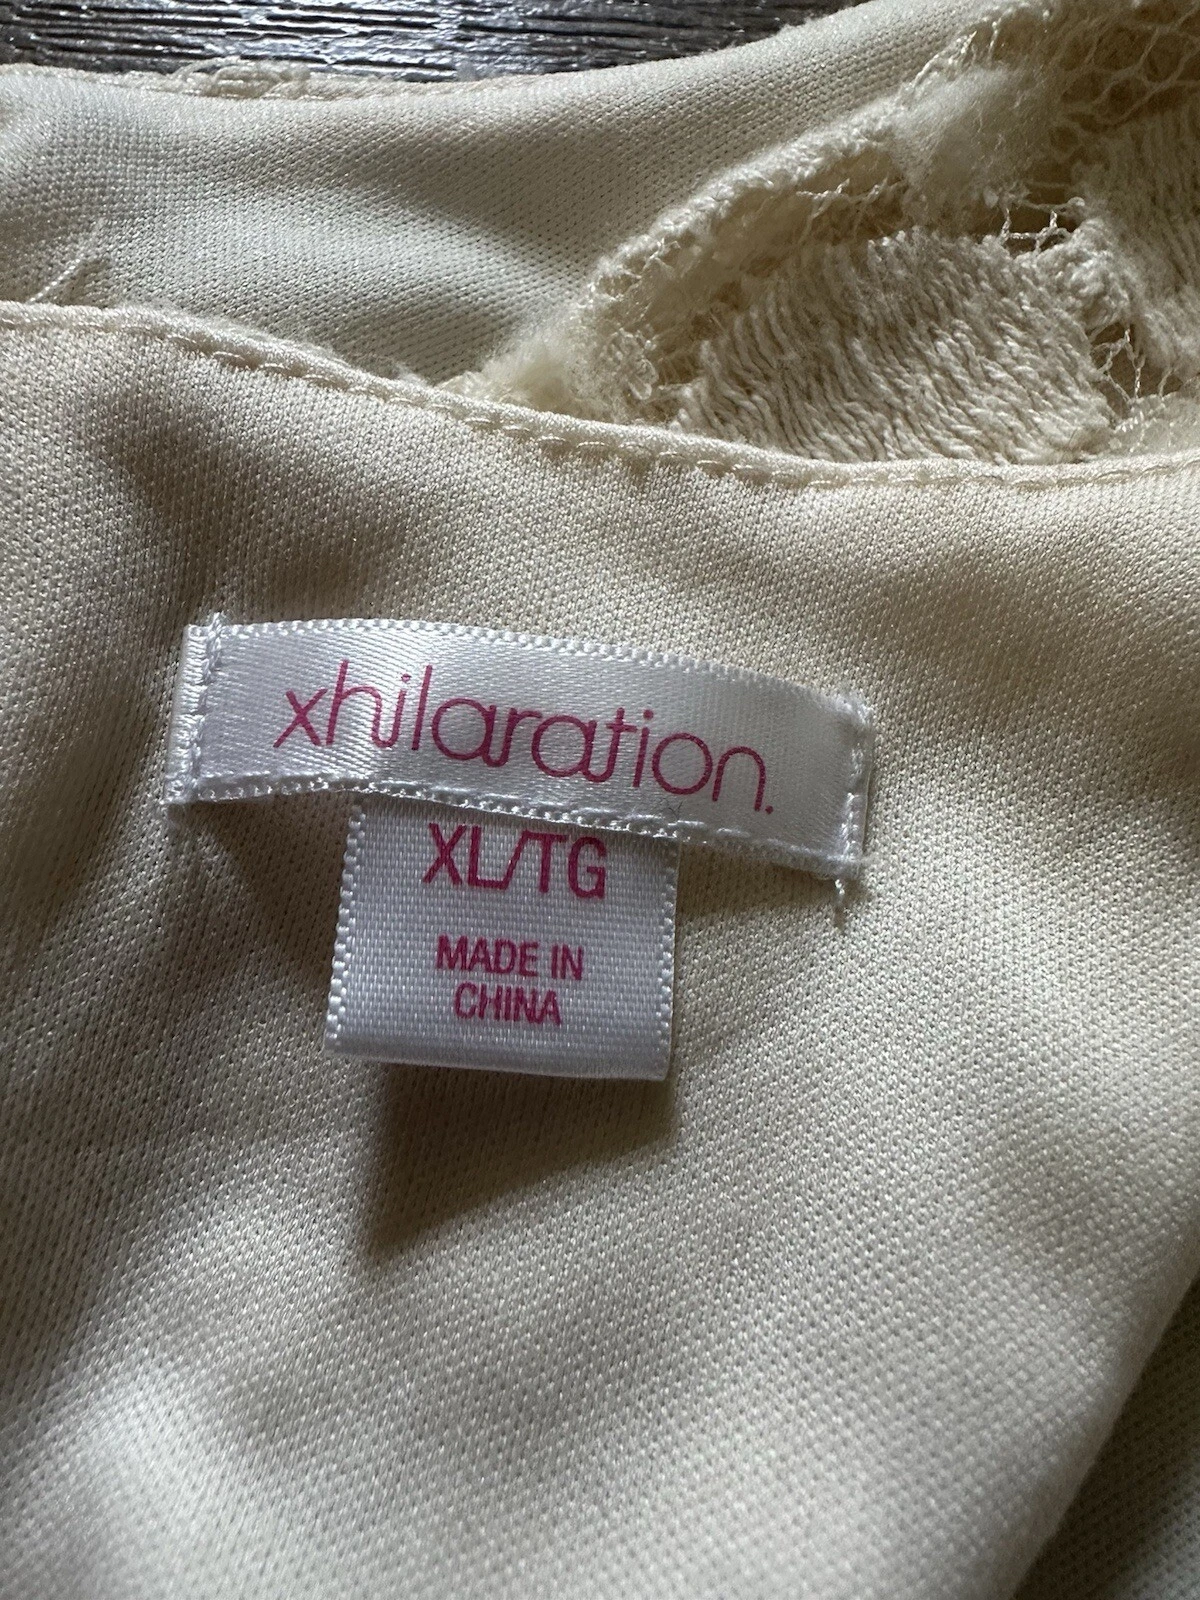 xhilaration.
XL/TG
MADE IN
CHINA